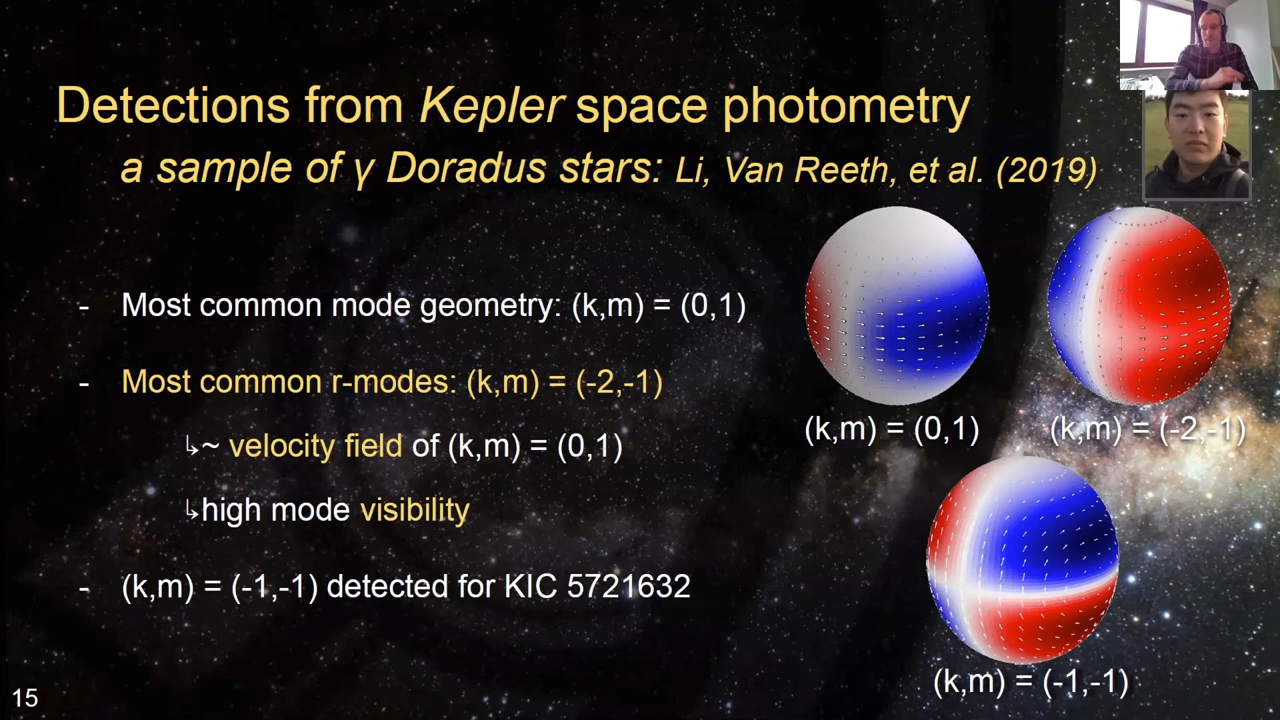 Detections from Kepler space photometry
a sample of γ Doradus stars: Li, Van Reeth, et al. (2019)
- Most common mode geometry: (k,m) = (0,1)
- Most common r-modes: (k,m) = (-2,-1)
↳~ velocity field of (k,m) = (0,1)
↳high mode visibility
- (k,m) = (-1,-1) detected for KIC 5721632
(k,m) = (0,1)
(k,m) = (-2,-1)
(k,m) = (-1,-1)
15